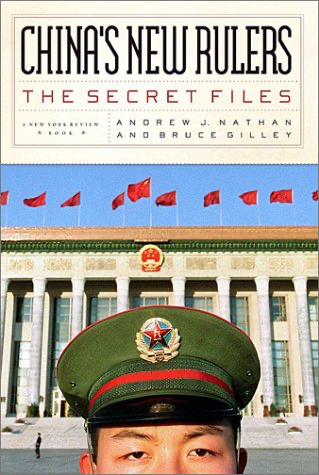 CHINA'S NEW RULERS
THE SECRET FILES
A NEW YORK REVIEW
BOOK
ANDREW J. NATHAN
AND BRUCE GILLEY